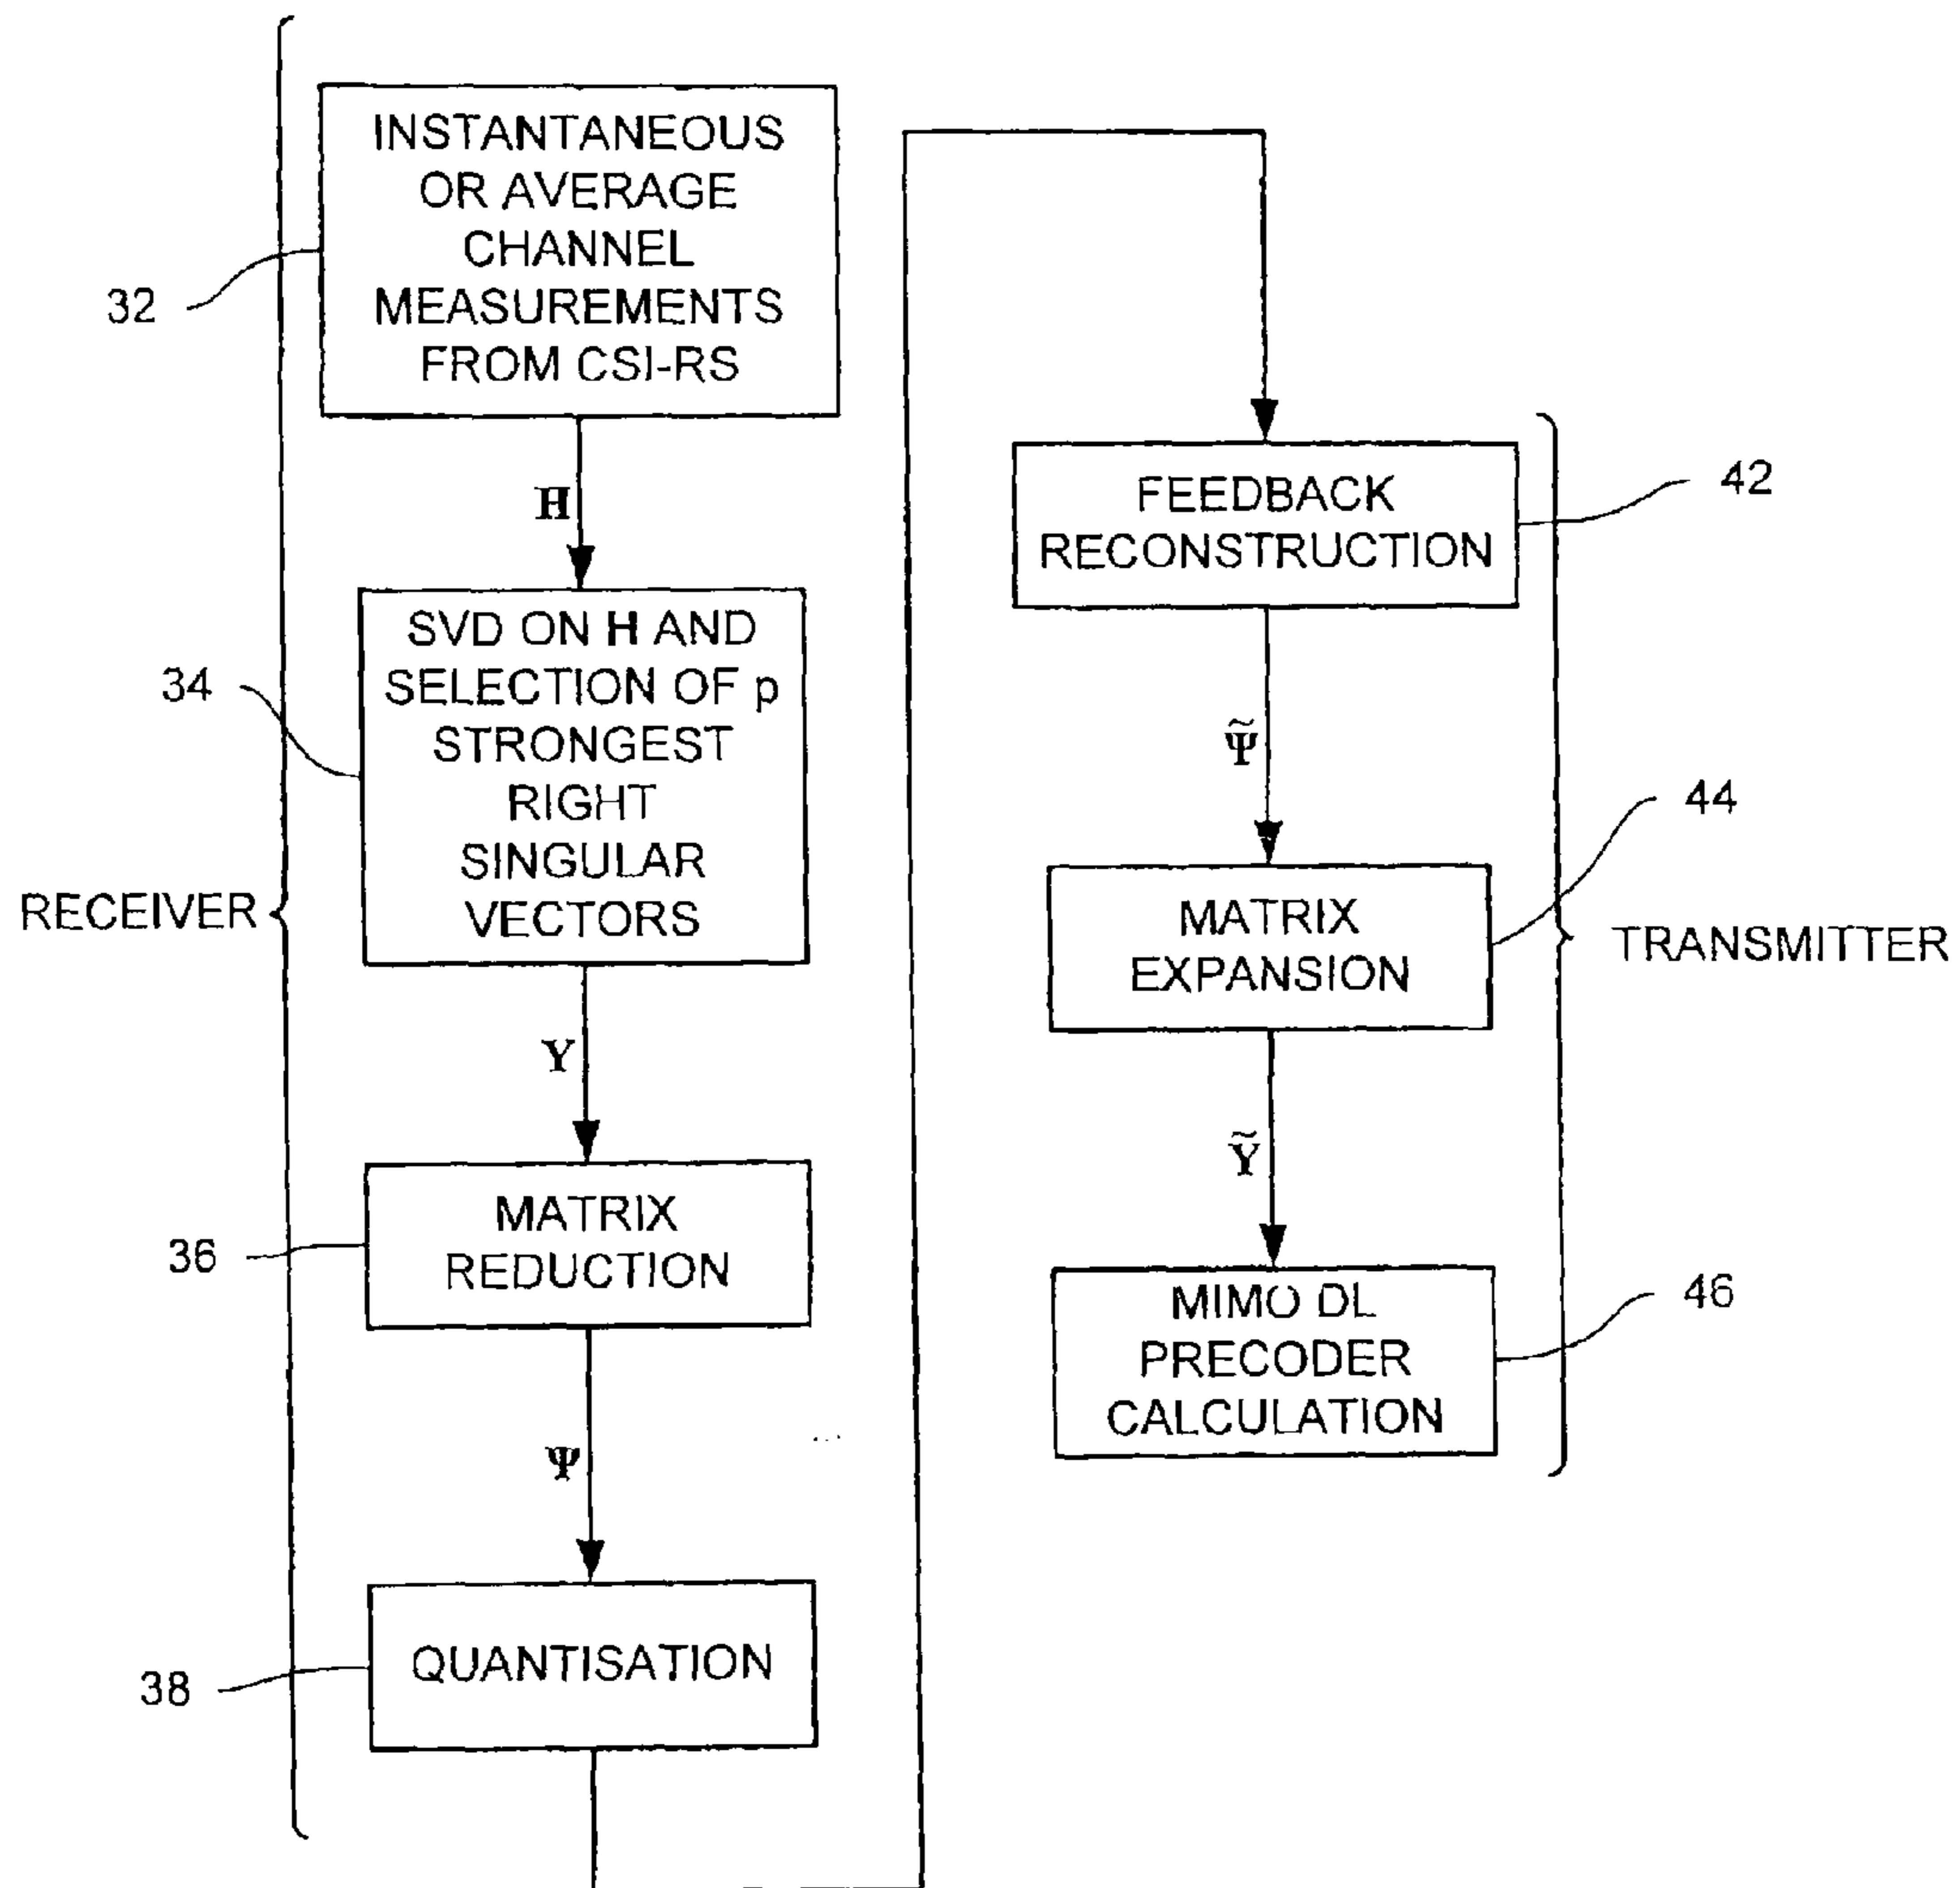 INSTANTANEOUS
OR AVERAGE
CHANNEL
MEASUREMENTS
FROM CSI-RS
32
H
SVD ON H AND
SELECTION OF p
STRONGEST
RIGHT
SINGULAR
VECTORS
34
RECEIVER
Y
MATRIX
REDUCTION
36
Ψ
QUANTISATION
38
FEEDBACK
RECONSTRUCTION
42
Ψ̃
MATRIX
EXPANSION
44
TRANSMITTER
Ỹ
MIMO DL
PRECODER
CALCULATION
46